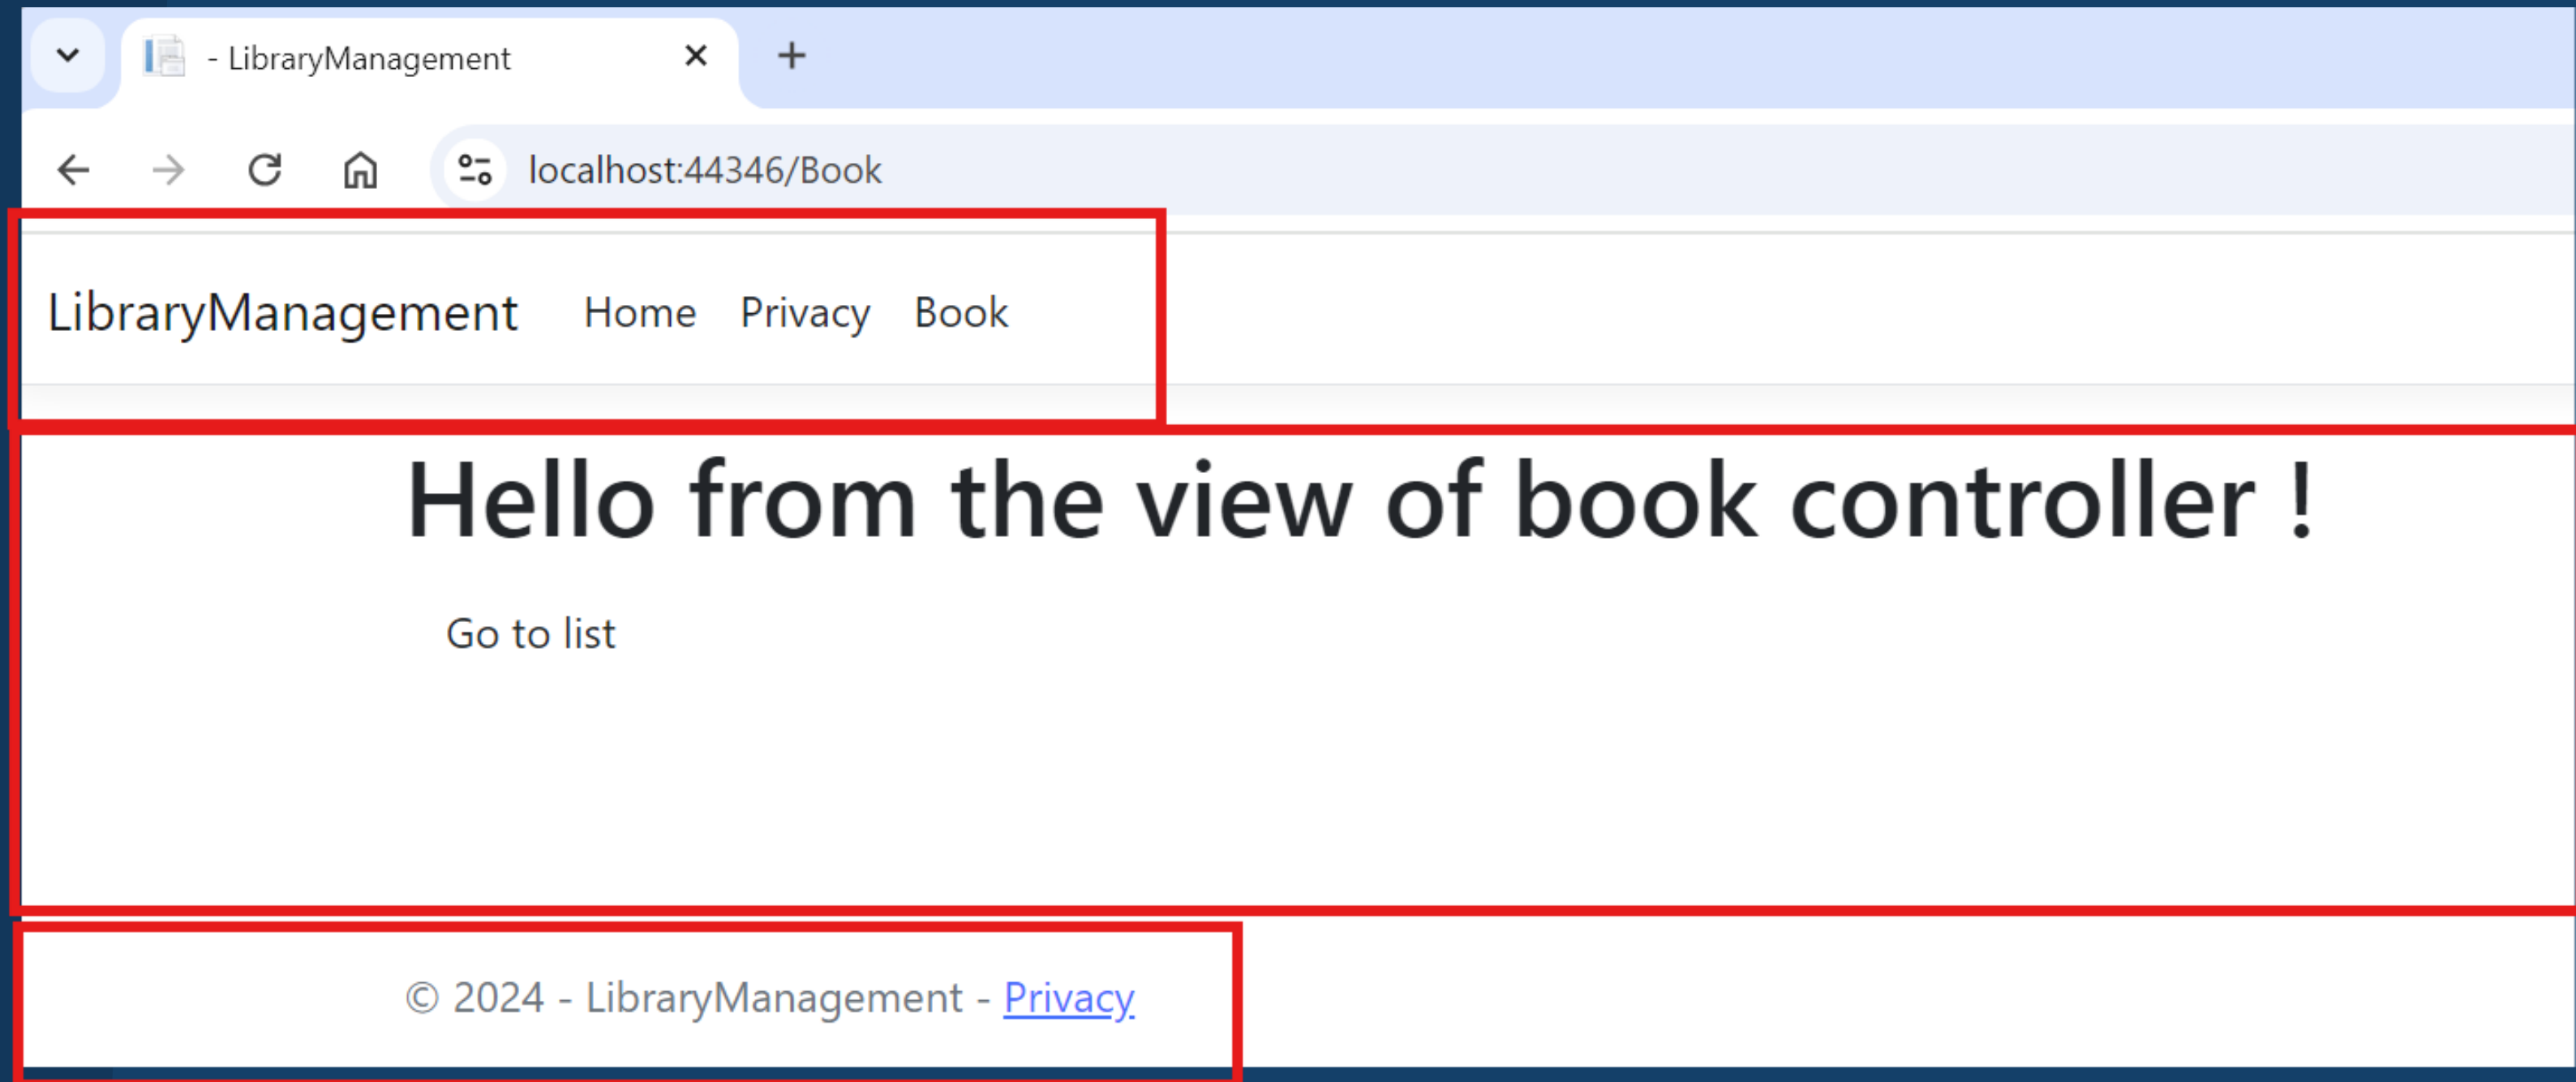 - LibraryManagement
localhost:44346/Book
LibraryManagement Home Privacy Book
Hello from the view of book controller !
Go to list
© 2024 - LibraryManagement - Privacy